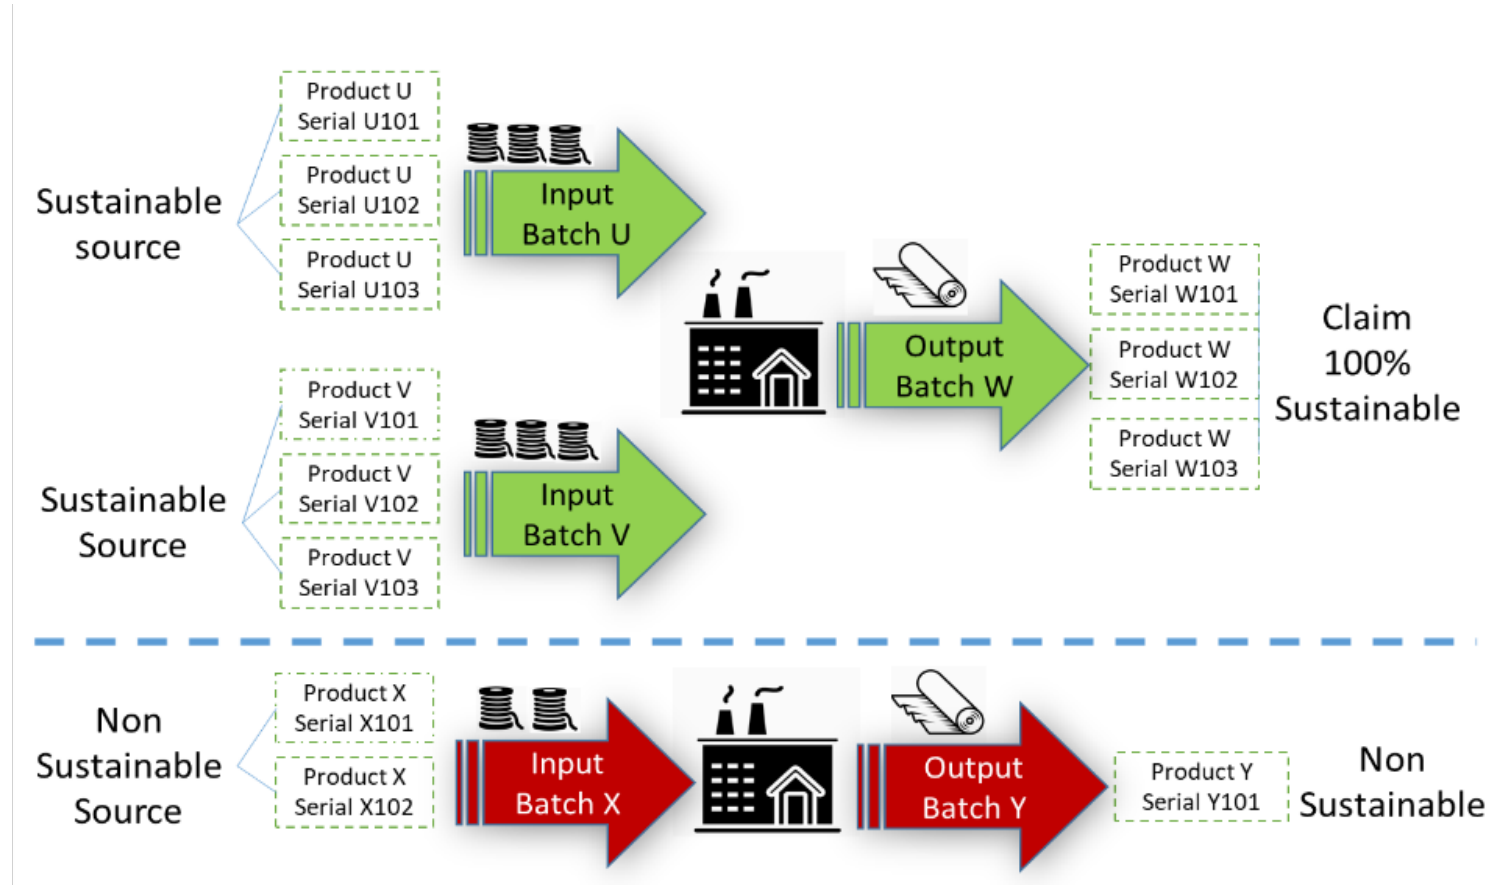 Sustainable
source
Product U
Serial U101
Product U
Serial U102
Product U
Serial U103
Input
Batch U
Sustainable
Source
Product V
Serial V101
Product V
Serial V102
Product V
Serial V103
Input
Batch V
Output
Batch W
Product W
Serial W101
Product W
Serial W102
Product W
Serial W103
Claim
100%
Sustainable
Non
Sustainable
Source
Product X
Serial X101
Product X
Serial X102
Input
Batch X
Output
Batch Y
Product Y
Serial Y101
Non
Sustainable